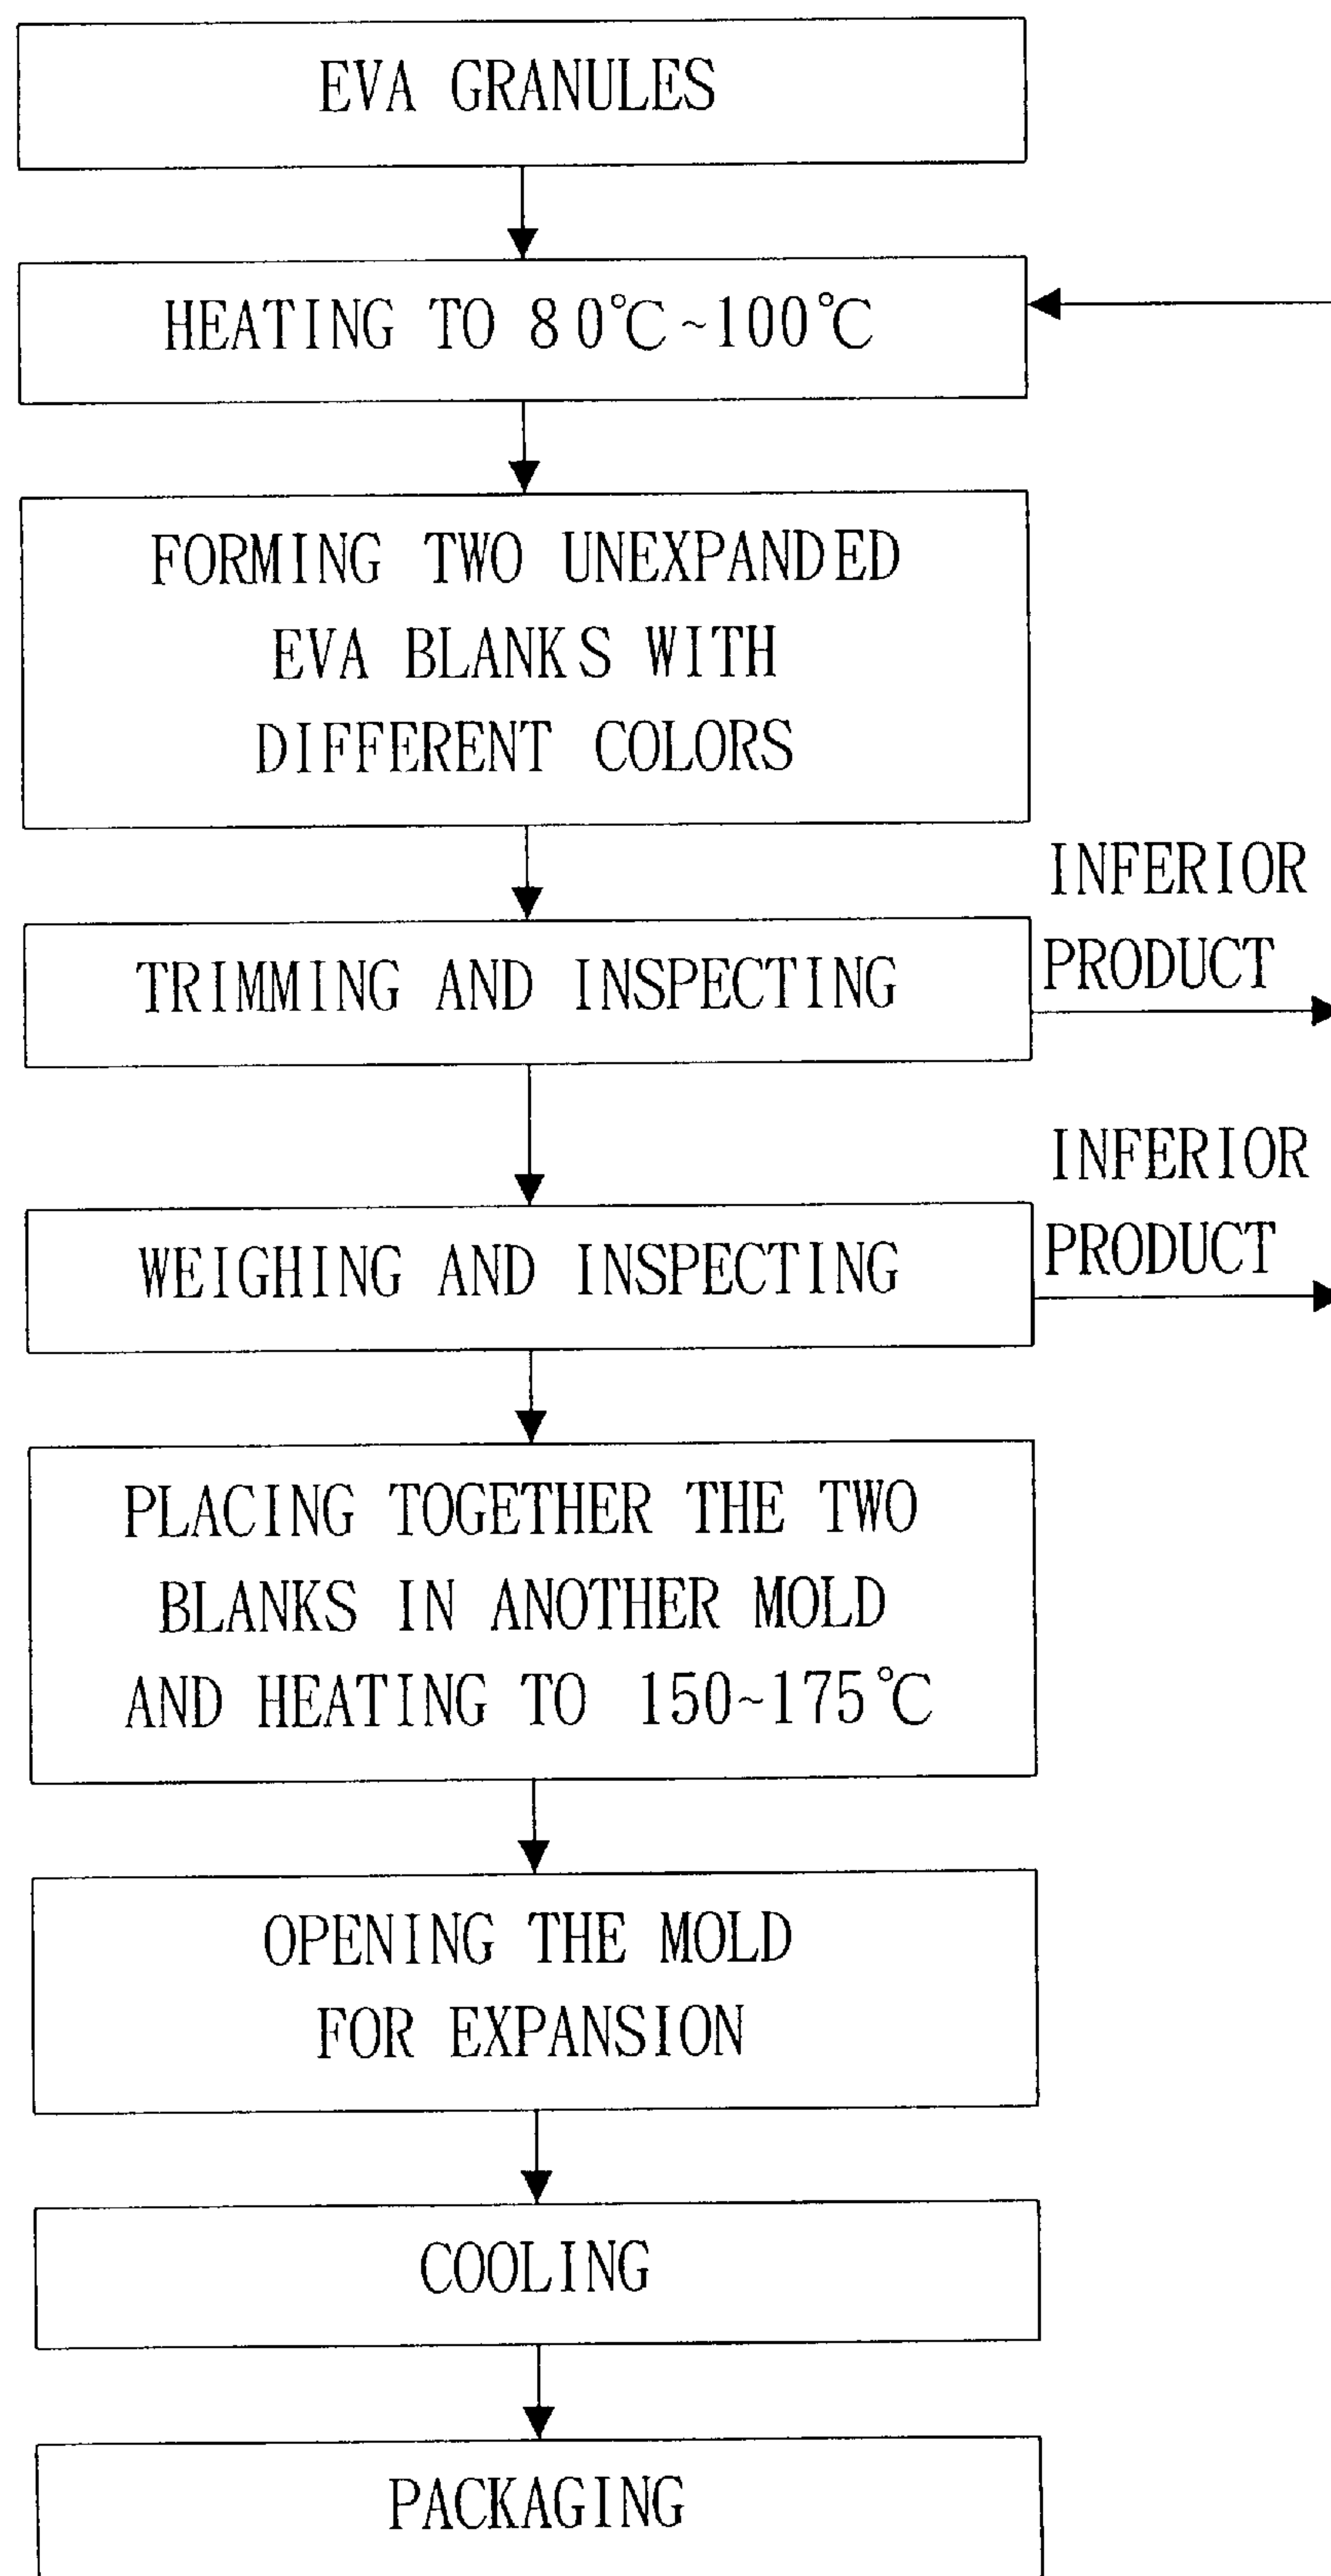 EVA GRANULES
HEATING TO 80℃~100℃
FORMING TWO UNEXPANDED
EVA BLANKS WITH
DIFFERENT COLORS
INFERIOR
PRODUCT
TRIMMING AND INSPECTING
INFERIOR
PRODUCT
WEIGHING AND INSPECTING
PLACING TOGETHER THE TWO
BLANKS IN ANOTHER MOLD
AND HEATING TO 150~175℃
OPENING THE MOLD
FOR EXPANSION
COOLING
PACKAGING